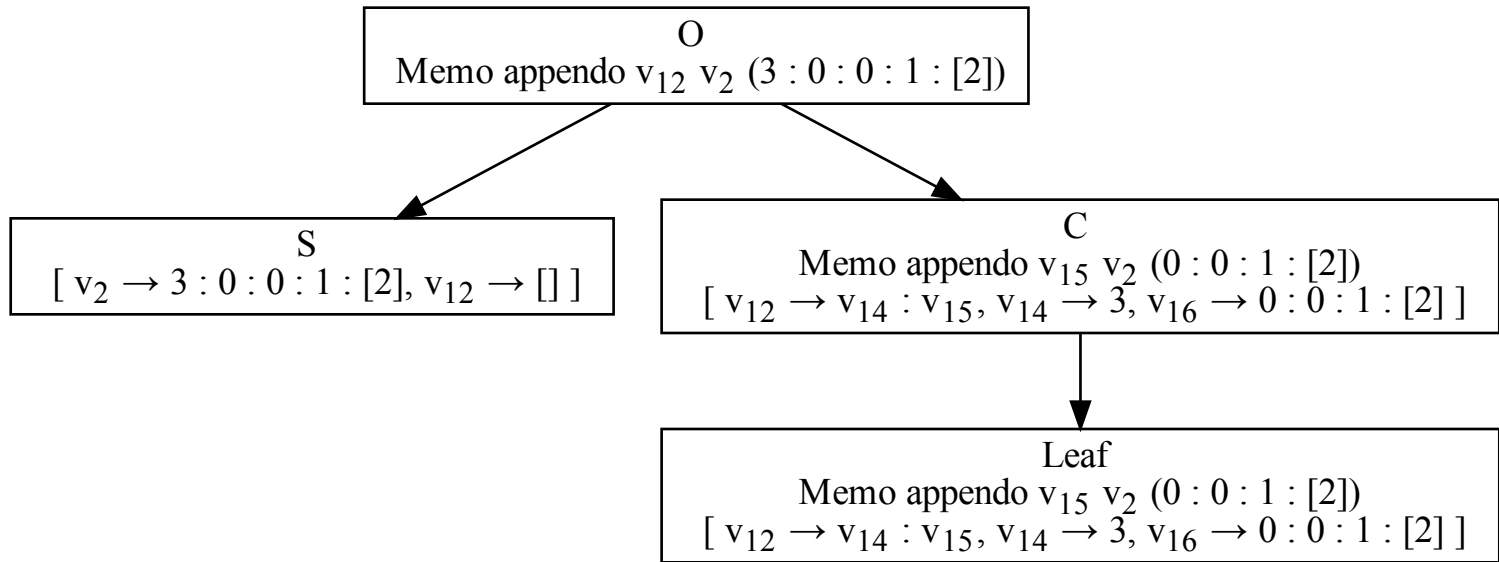 O
Memo appendo v₁₂ v₂ (3 : 0 : 0 : 1 : [2])
S
[ v₂ → 3 : 0 : 0 : 1 : [2], v₁₂ → [] ]
C
Memo appendo v₁₅ v₂ (0 : 0 : 1 : [2])
[ v₁₂ → v₁₄ : v₁₅, v₁₄ → 3, v₁₆ → 0 : 0 : 1 : [2] ]
Leaf
Memo appendo v₁₅ v₂ (0 : 0 : 1 : [2])
[ v₁₂ → v₁₄ : v₁₅, v₁₄ → 3, v₁₆ → 0 : 0 : 1 : [2] ]